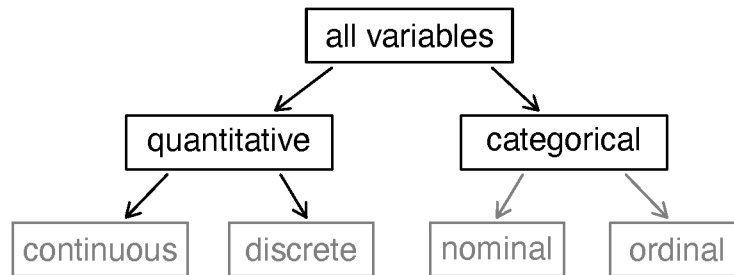 all variables
quantitative
categorical
continuous
discrete
nominal
ordinal